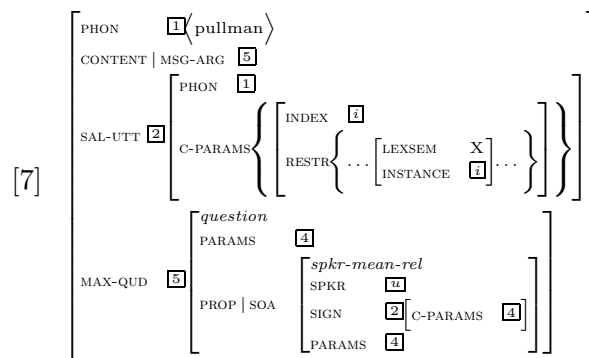 PHON 1⟨pullman⟩
CONTENT | MSG-ARG 5
PHON 1
INDEX i
SAL-UTT 2
C-PARAMS
RESTR { ... LEXSEM X
INSTANCE i ... }
[7]
question
PARAMS 4
spkr-mean-rel
MAX-QUD 5
SPKR u
PROP | SOA
SIGN 2[C-PARAMS 4]
PARAMS 4